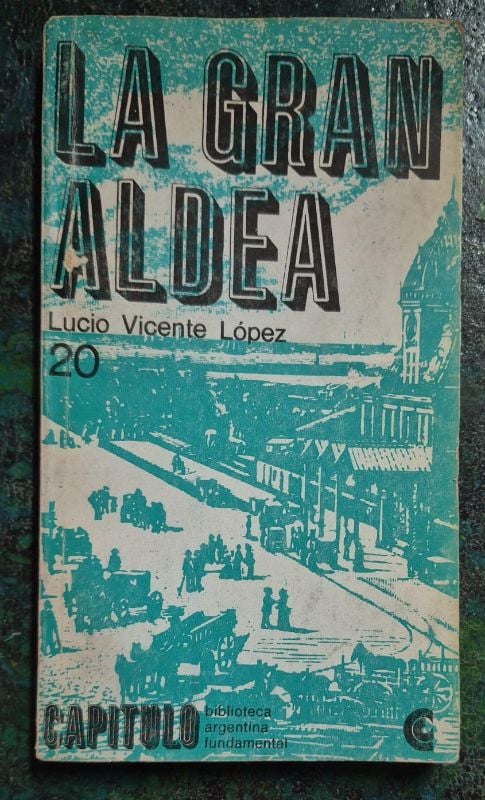 LA GRAN
ALDEA
Lucio Vicente López
20
CAPITULO
biblioteca
argentina
fundamental